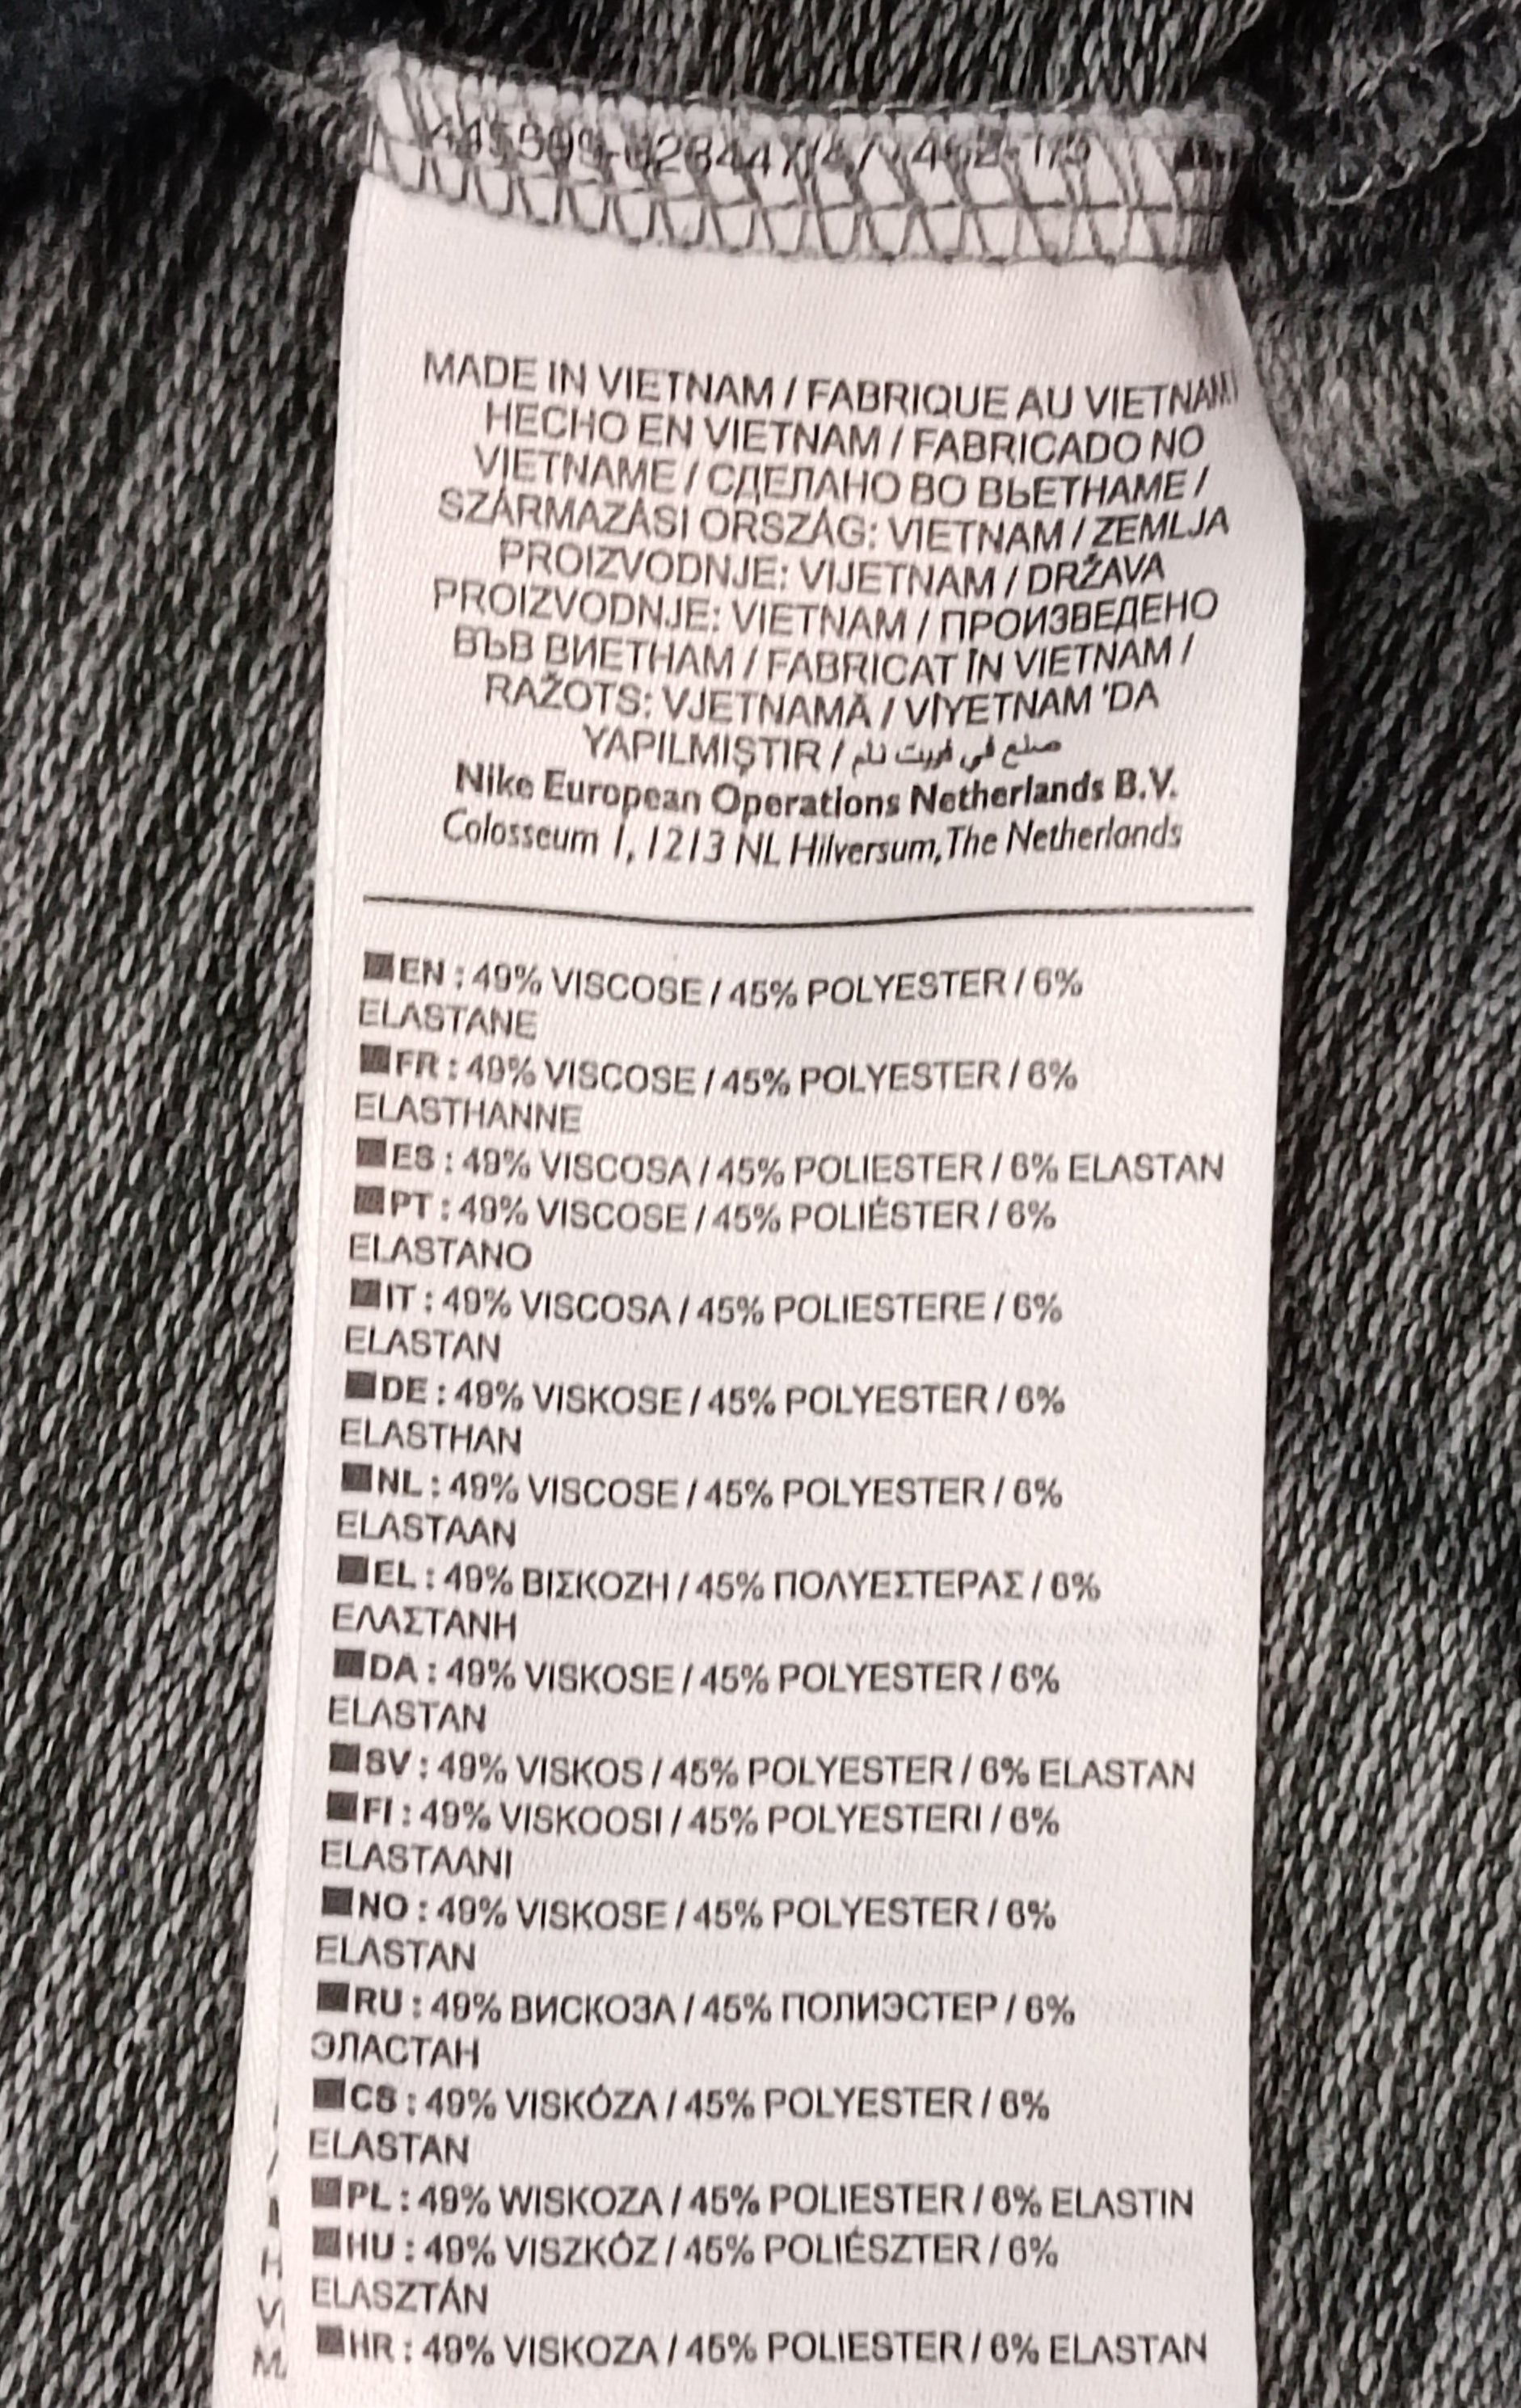 MADE IN VIETNAM / FABRIQUE AU VIETNAM /
HECHO EN VIETNAM / FABRICADO NO
VIETNAME / СДЕЛАНО ВО ВЬЕТНАМЕ /
SZÁRMAZÁSI ORSZÁG: VIETNAM / ZEMLJA
PROIZVODNJE: VIJETNAM / DRŽAVA
PROIZVODNJE: VIETNAM / ПРОИЗВЕДЕНО
ВЪВ ВИЕТНАМ / FABRICAT ÎN VIETNAM /
RAŽOTS: VJETNAMĀ / VİYETNAM 'DA
YAPILMIŞTIR / صنع في فييت نام
Nike European Operations Netherlands B.V.
Colosseum 1, 1213 NL Hilversum, The Netherlands
EN : 49% VISCOSE / 45% POLYESTER / 6%
ELASTANE
FR : 49% VISCOSE / 45% POLYESTER / 6%
ELASTHANNE
ES : 49% VISCOSA / 45% POLIESTER / 6% ELASTAN
PT : 49% VISCOSE / 45% POLIÉSTER / 6%
ELASTANO
IT : 49% VISCOSA / 45% POLIESTERE / 6%
ELASTAN
DE : 49% VISKOSE / 45% POLYESTER / 6%
ELASTHAN
NL : 49% VISCOSE / 45% POLYESTER / 6%
ELASTAAN
EL : 49% ΒΙΣΚΟΖΗ / 45% ΠΟΛΥΕΣΤΕΡΑΣ / 6%
ΕΛΑΣΤΑΝΗ
DA : 49% VISKOSE / 45% POLYESTER / 6%
ELASTAN
SV : 49% VISKOS / 45% POLYESTER / 6% ELASTAN
FI : 49% VISKOOSI / 45% POLYESTERI / 6%
ELASTAANI
NO : 49% VISKOSE / 45% POLYESTER / 6%
ELASTAN
RU : 49% ВИСКОЗА / 45% ПОЛИЭСТЕР / 6%
ЭЛАСТАН
CS : 49% VISKÓZA / 45% POLYESTER / 6%
ELASTAN
PL : 49% WISKOZA / 45% POLIESTER / 6% ELASTIN
HU : 49% VISZKÓZ / 45% POLIÉSZTER / 6%
ELASZTÁN
HR : 49% VISKOZA / 45% POLIESTER / 6% ELASTAN